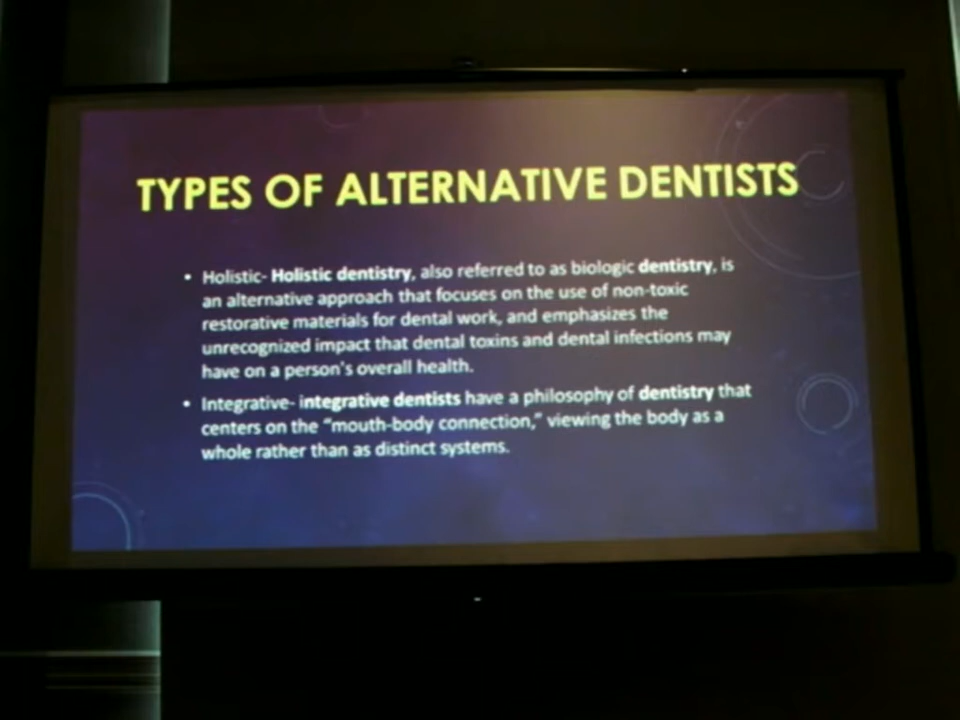 TYPES OF ALTERNATIVE DENTISTS
• Holistic- Holistic dentistry, also referred to as biologic dentistry, is
an alternative approach that focuses on the use of non-toxic
restorative materials for dental work, and emphasizes the
unrecognized impact that dental toxins and dental infections may
have on a person's overall health.
• Integrative- integrative dentists have a philosophy of dentistry that
centers on the “mouth-body connection,” viewing the body as a
whole rather than as distinct systems.